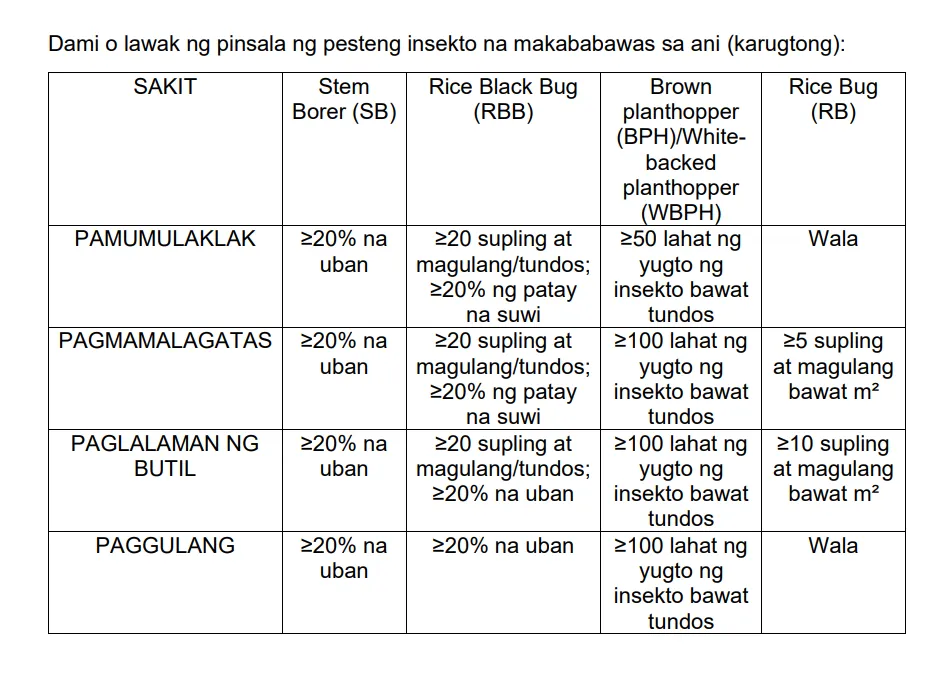 Dami o lawak ng pinsala ng pesteng insekto na makababawas sa ani (karugtong):
SAKIT
Stem
Borer (SB)
Rice Black Bug
(RBB)
Brown
planthopper
(BPH)/White-
backed
planthopper
(WBPH)
Rice Bug
(RB)
PAMUMULAKLAK
≥20% na
uban
≥20 supling at
magulang/tundos;
≥20% ng patay
na suwi
≥50 lahat ng
yugto ng
insekto bawat
tundos
Wala
PAGMAMALAGATAS
≥20% na
uban
≥20 supling at
magulang/tundos;
≥20% ng patay
na suwi
≥100 lahat ng
yugto ng
insekto bawat
tundos
≥5 supling
at magulang
bawat m²
PAGLALAMAN NG
BUTIL
≥20% na
uban
≥20 supling at
magulang/tundos;
≥20% na uban
≥100 lahat ng
yugto ng
insekto bawat
tundos
≥10 supling
at magulang
bawat m²
PAGGULANG
≥20% na
uban
≥20% na uban
≥100 lahat ng
yugto ng
insekto bawat
tundos
Wala